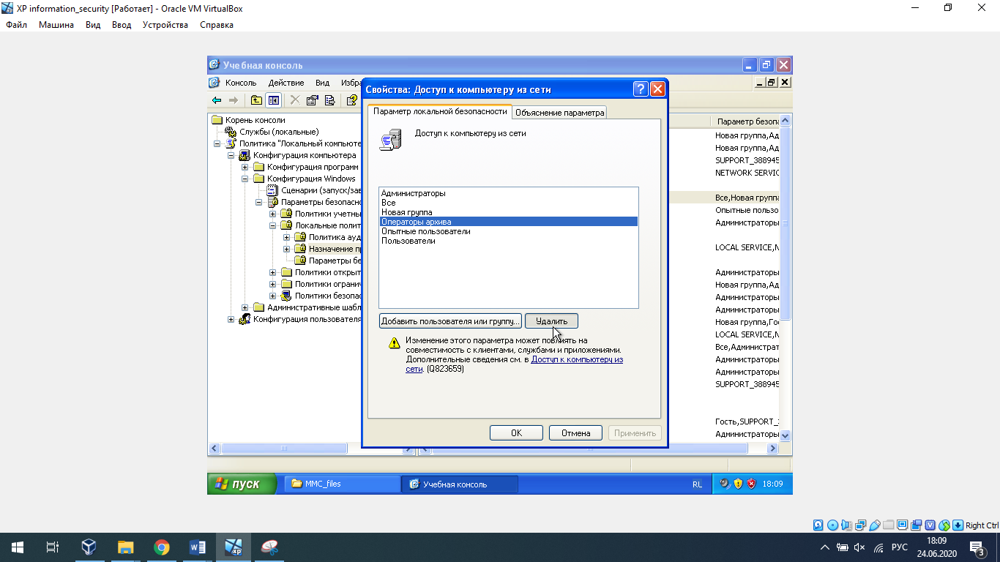 XP information_security [Работает] - Oracle VM VirtualBox
Файл Машина Вид Ввод Устройства Справка
Учебная консоль
Консоль Действие Вид Избра
Корень консоли
Службы (локальные)
Политика "Локальный компьюте
Конфигурация компьютера
Конфигурация програм
Конфигурация Windows
Сценарии (запуск/зав
Параметры безопасно
Политики учетны
Локальные полит
Политика ауд
Назначение пр
Параметры бе
Политики открыт
Политики ограни
Политики безопас
Административные шабл
Конфигурация пользователя
Свойства: Доступ к компьютеру из сети
Параметр локальной безопасности
Объяснение параметра
Доступ к компьютеру из сети
Администраторы
Все
Новая группа
Операторы архива
Опытные пользователи
Пользователи
Добавить пользователя или группу...
Удалить
Изменение этого параметра может повлиять на
совместимость с клиентами, службами и приложениями.
Дополнительные сведения см. в Доступ к компьютеру из
сети. (Q823659)
OK
Отмена
Применить
Параметр безопа
Новая группа,Ад
Новая группа,Ад
SUPPORT_388945
NETWORK SERVIC
Все,Новая группа
Опытные пользо
Администраторы
LOCAL SERVICE,N
Администраторы
Новая группа,Ад
Администраторы
Администраторы
Новая группа,Гос
LOCAL SERVICE,N
Все,Администрат
Администраторы
Администраторы
SUPPORT_388945
Гость,SUPPORT_3
Администраторы
пуск
MMC_files
Учебная консоль
RL
18:09
Right Ctrl
xp
РУС
18:09
24.06.2020
3